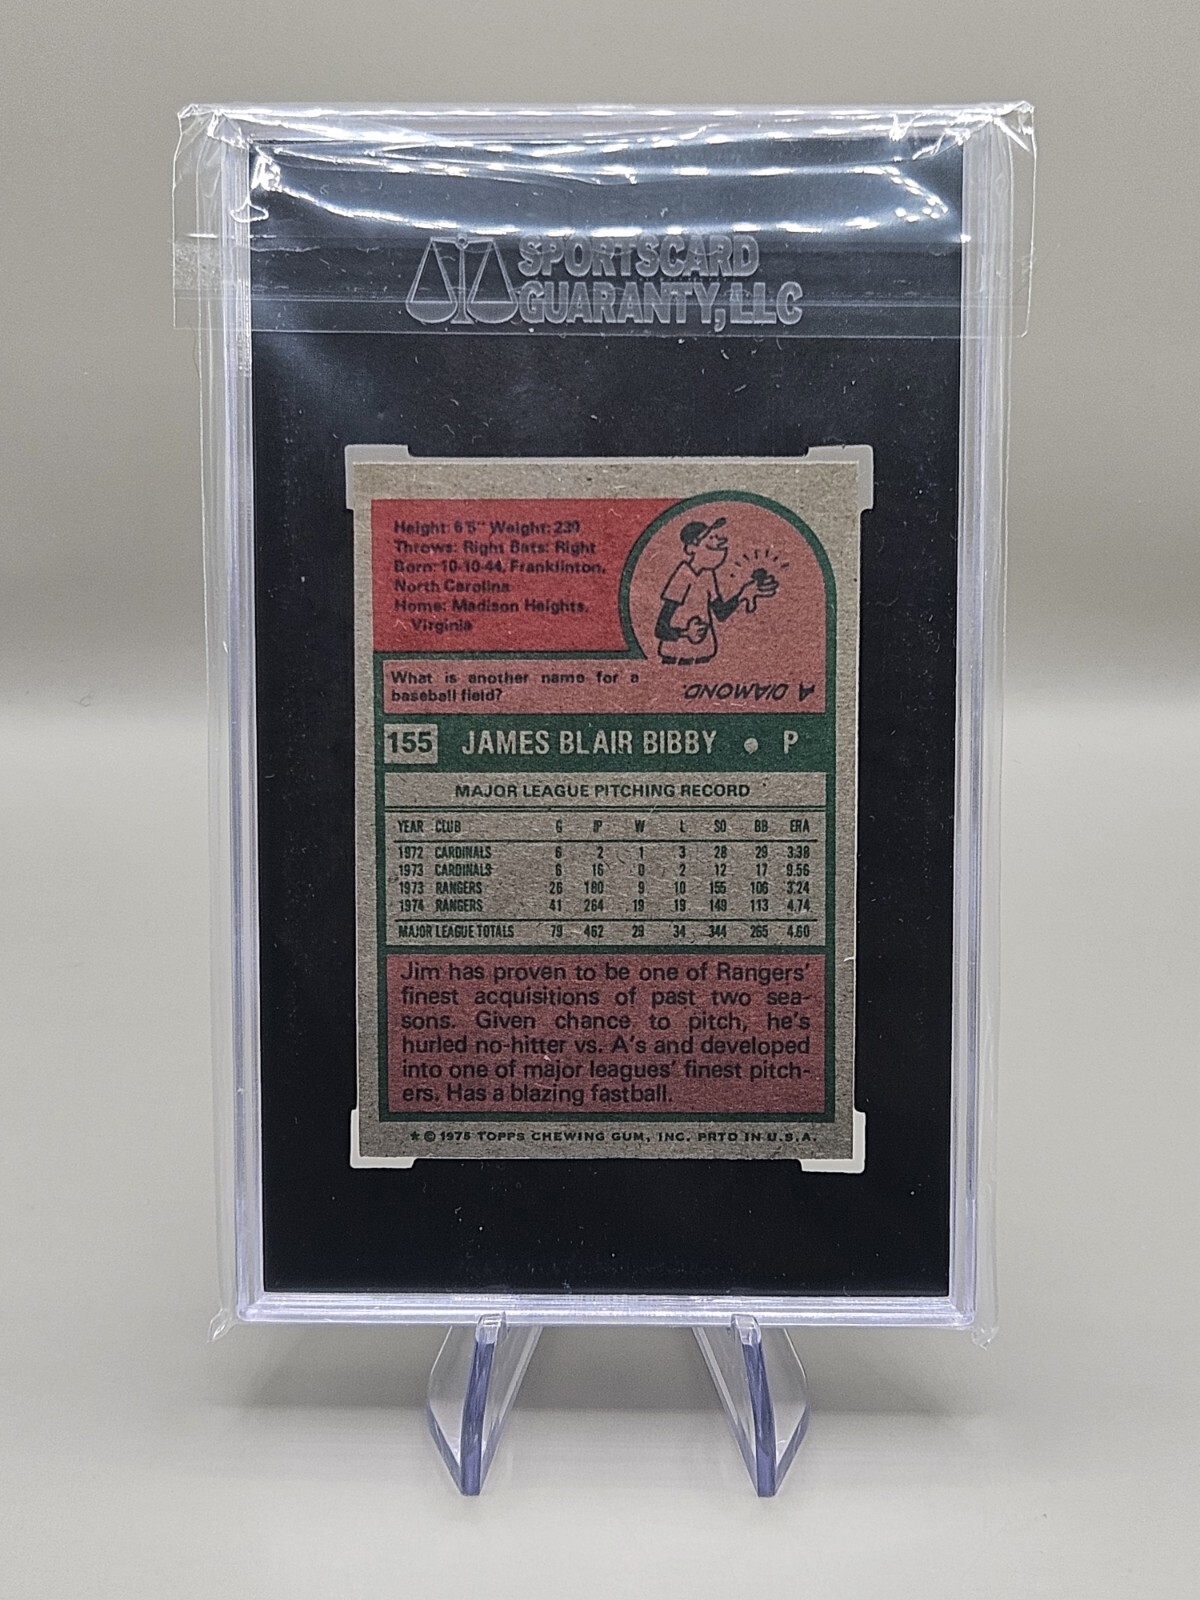 SPORTSCARD
GUARANTY, LLC
Height: 6'5" Weight: 230
Throws: Right Bats: Right
Born: 10-10-44, Franklinton,
North Carolina
Home: Madison Heights,
Virginia
What is another name for a
baseball field?
A DIAMOND.
155 JAMES BLAIR BIBBY • P
MAJOR LEAGUE PITCHING RECORD
YEAR CLUB G IP W L SO BB ERA
1972 CARDINALS 6 2 1 3 28 29 3.38
1973 CARDINALS 6 16 0 2 12 17 9.56
1973 RANGERS 26 180 9 10 155 106 3.24
1974 RANGERS 41 264 19 19 149 113 4.74
MAJOR LEAGUE TOTALS 79 462 29 34 344 265 4.60
Jim has proven to be one of Rangers'
finest acquisitions of past two sea-
sons. Given chance to pitch, he's
hurled no-hitter vs. A's and developed
into one of major leagues' finest pitch-
ers. Has a blazing fastball.
* © 1975 TOPPS CHEWING GUM, INC. PRTD IN U.S.A.